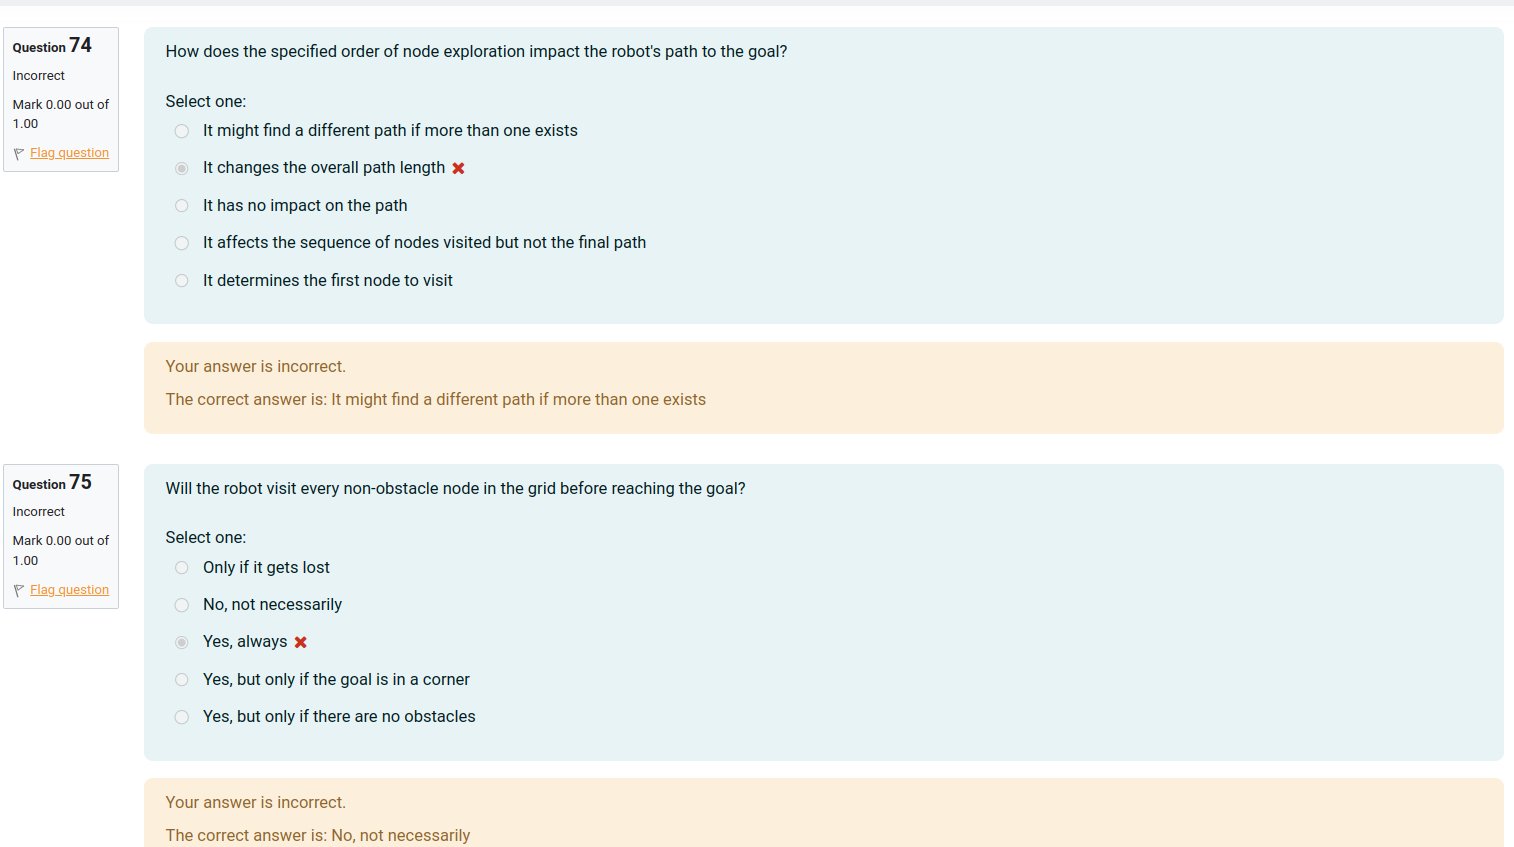 Question 74
Incorrect
Mark 0.00 out of
1.00
Flag question
How does the specified order of node exploration impact the robot's path to the goal?
Select one:
It might find a different path if more than one exists
It changes the overall path length
It has no impact on the path
It affects the sequence of nodes visited but not the final path
It determines the first node to visit
Your answer is incorrect.
The correct answer is: It might find a different path if more than one exists
Question 75
Incorrect
Mark 0.00 out of
1.00
Flag question
Will the robot visit every non-obstacle node in the grid before reaching the goal?
Select one:
Only if it gets lost
No, not necessarily
Yes, always
Yes, but only if the goal is in a corner
Yes, but only if there are no obstacles
Your answer is incorrect.
The correct answer is: No, not necessarily